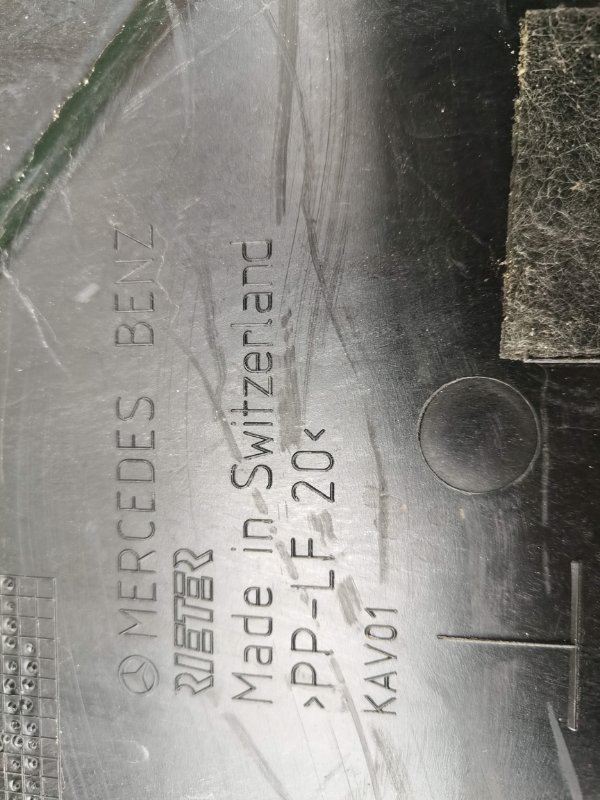 MERCEDES BENZ
RIETER
Made in Switzerland
>PP-LF 20<
KAV01